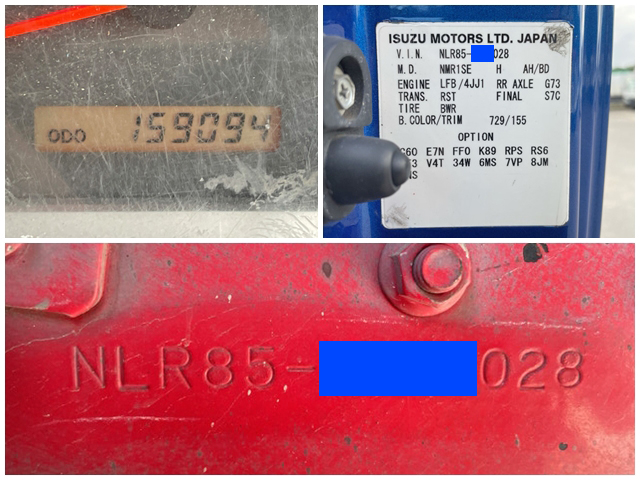 ODO 159094
ISUZU MOTORS LTD. JAPAN
V.I.N. NLR85- 028
M.D. NMR1SE H AH/BD
ENGINE LFB/4JJ1 RR AXLE G73
TRANS. RST FINAL S7C
TIRE BWR
B.COLOR/TRIM 729/155
OPTION
G60 E7N FF0 K89 RPS RS6
V4T 34W 6MS 7VP 8JM
NLR85- 028